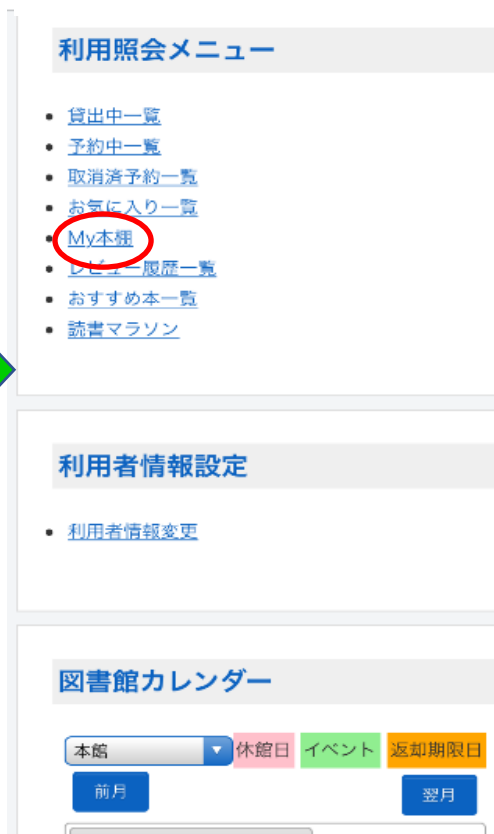 利用照会メニュー
貸出中一覧
予約中一覧
取消済予約一覧
お気に入り一覧
My本棚
レビュー履歴一覧
おすすめ本一覧
読書マラソン
利用者情報設定
利用者情報変更
図書館カレンダー
本館 休館日 イベント 返却期限日
前月 翌月